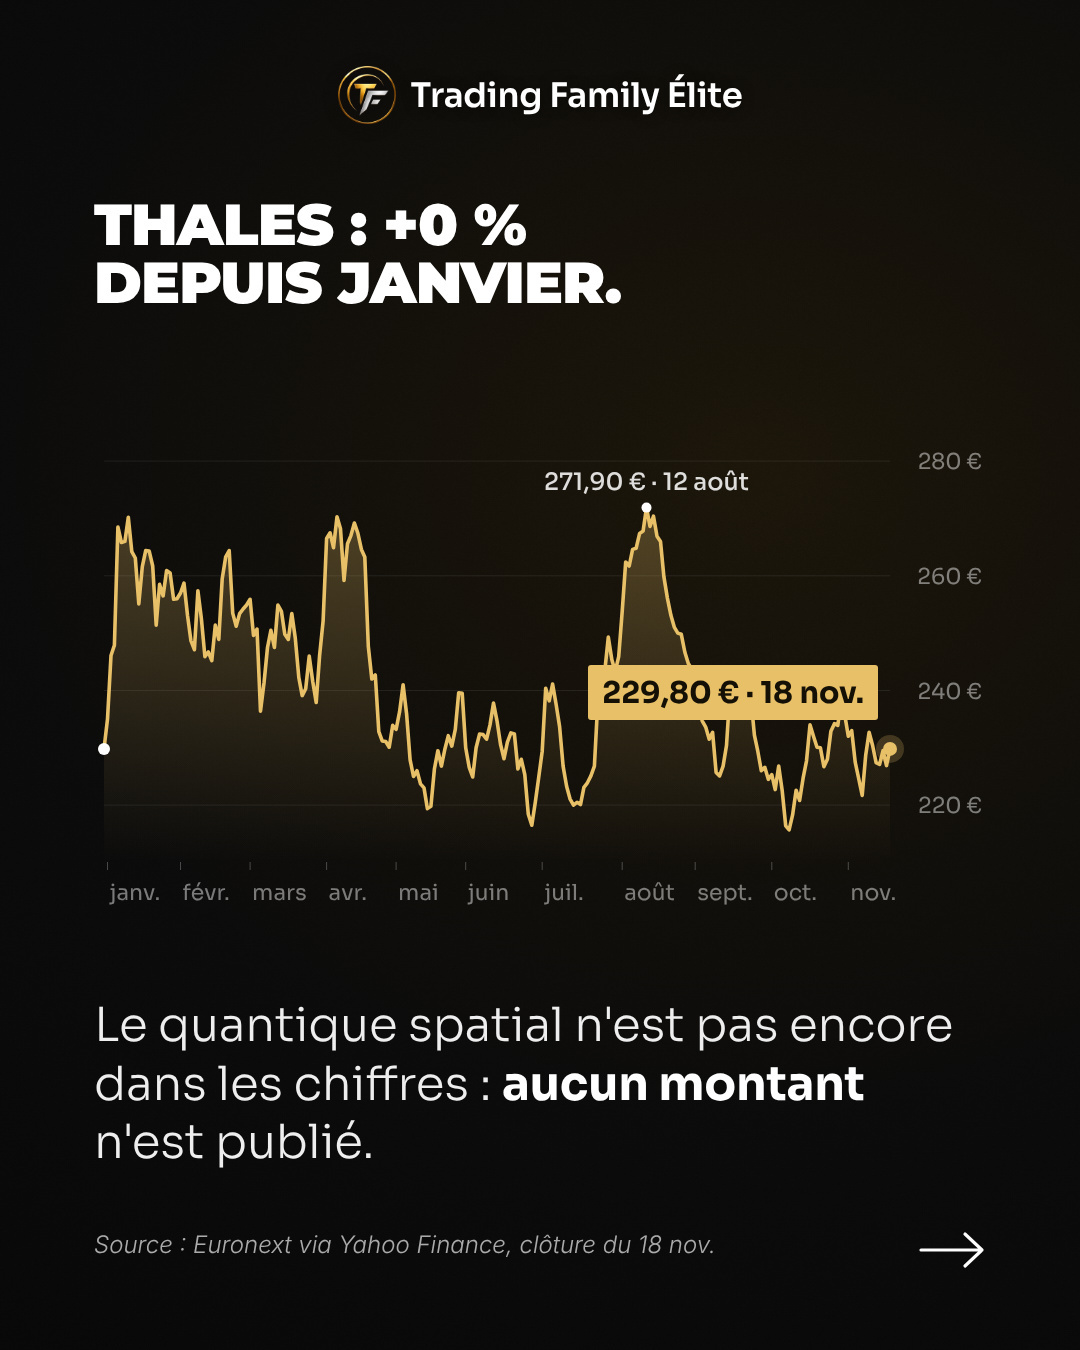 TF
Trading Family Élite
THALES : +0 %
DEPUIS JANVIER.
280 €
271,90 € · 12 août
260 €
229,80 € · 18 nov.
240 €
220 €
janv. févr. mars avr. mai juin juil. août sept. oct. nov.
Le quantique spatial n'est pas encore
dans les chiffres : aucun montant
n'est publié.
Source : Euronext via Yahoo Finance, clôture du 18 nov.